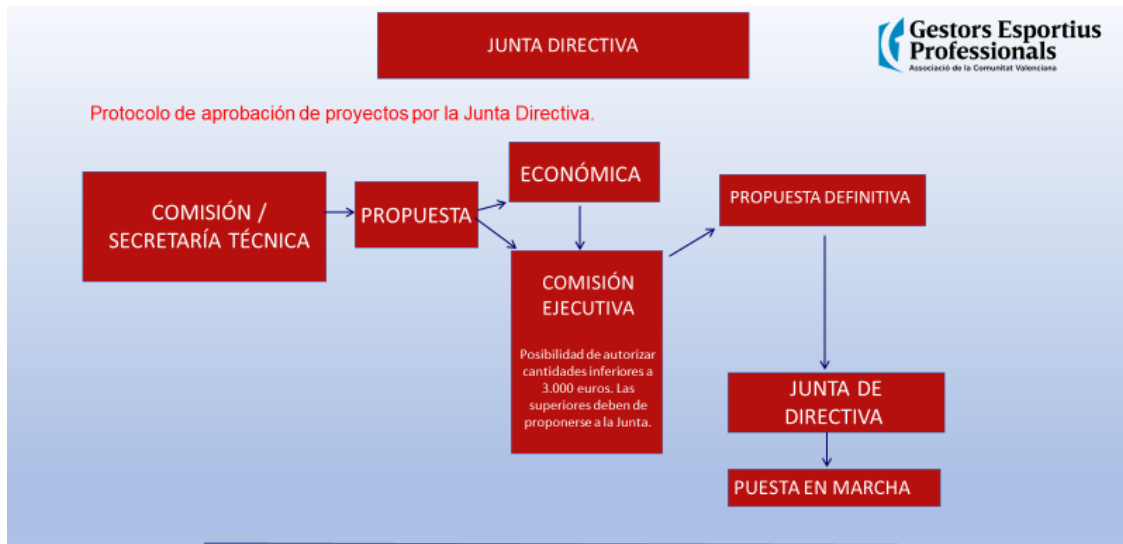 JUNTA DIRECTIVA
Gestors Esportius
Professionals
Associació de la Comunitat Valenciana
Protocolo de aprobación de proyectos por la Junta Directiva.
COMISIÓN /
SECRETARÍA TÉCNICA
PROPUESTA
ECONÓMICA
COMISIÓN
EJECUTIVA
Posibilidad de autorizar
cantidades inferiores a
3.000 euros. Las
superiores deben de
proponerse a la Junta.
PROPUESTA DEFINITIVA
JUNTA DE
DIRECTIVA
PUESTA EN MARCHA